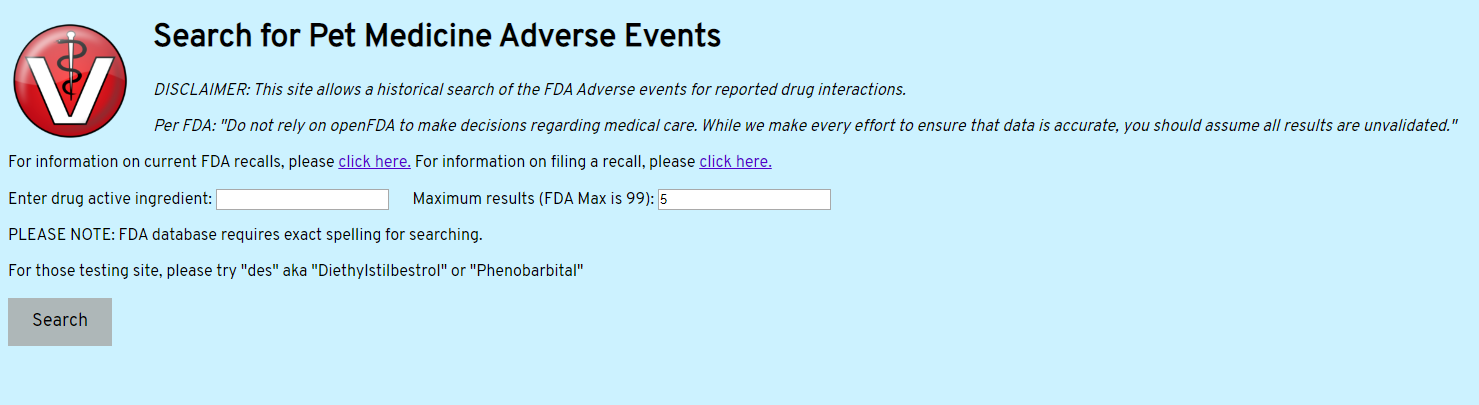 Search for Pet Medicine Adverse Events
DISCLAIMER: This site allows a historical search of the FDA Adverse events for reported drug interactions.
Per FDA: "Do not rely on openFDA to make decisions regarding medical care. While we make every effort to ensure that data is accurate, you should assume all results are unvalidated."
For information on current FDA recalls, please click here. For information on filing a recall, please click here.
Enter drug active ingredient: Maximum results (FDA Max is 99): 5
PLEASE NOTE: FDA database requires exact spelling for searching.
For those testing site, please try "des" aka "Diethylstilbestrol" or "Phenobarbital"
Search